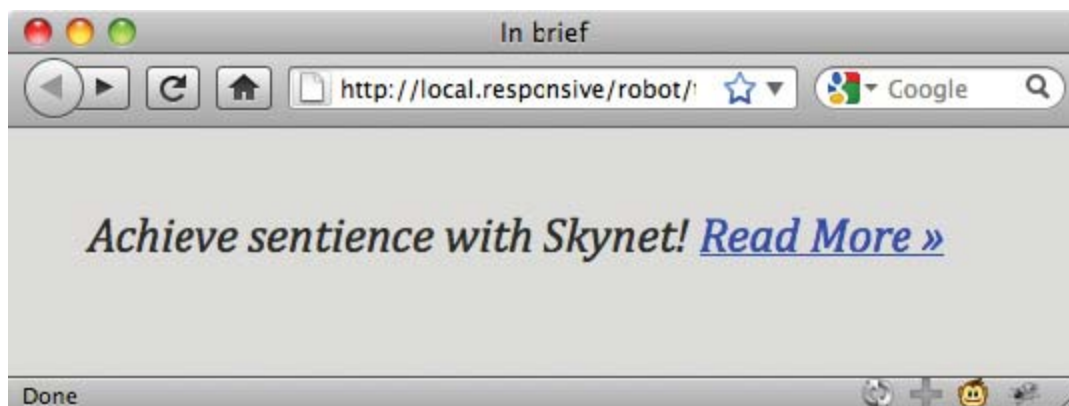 In brief
http://local.responsive/robot/
Google
Achieve sentience with Skynet! Read More »
Done